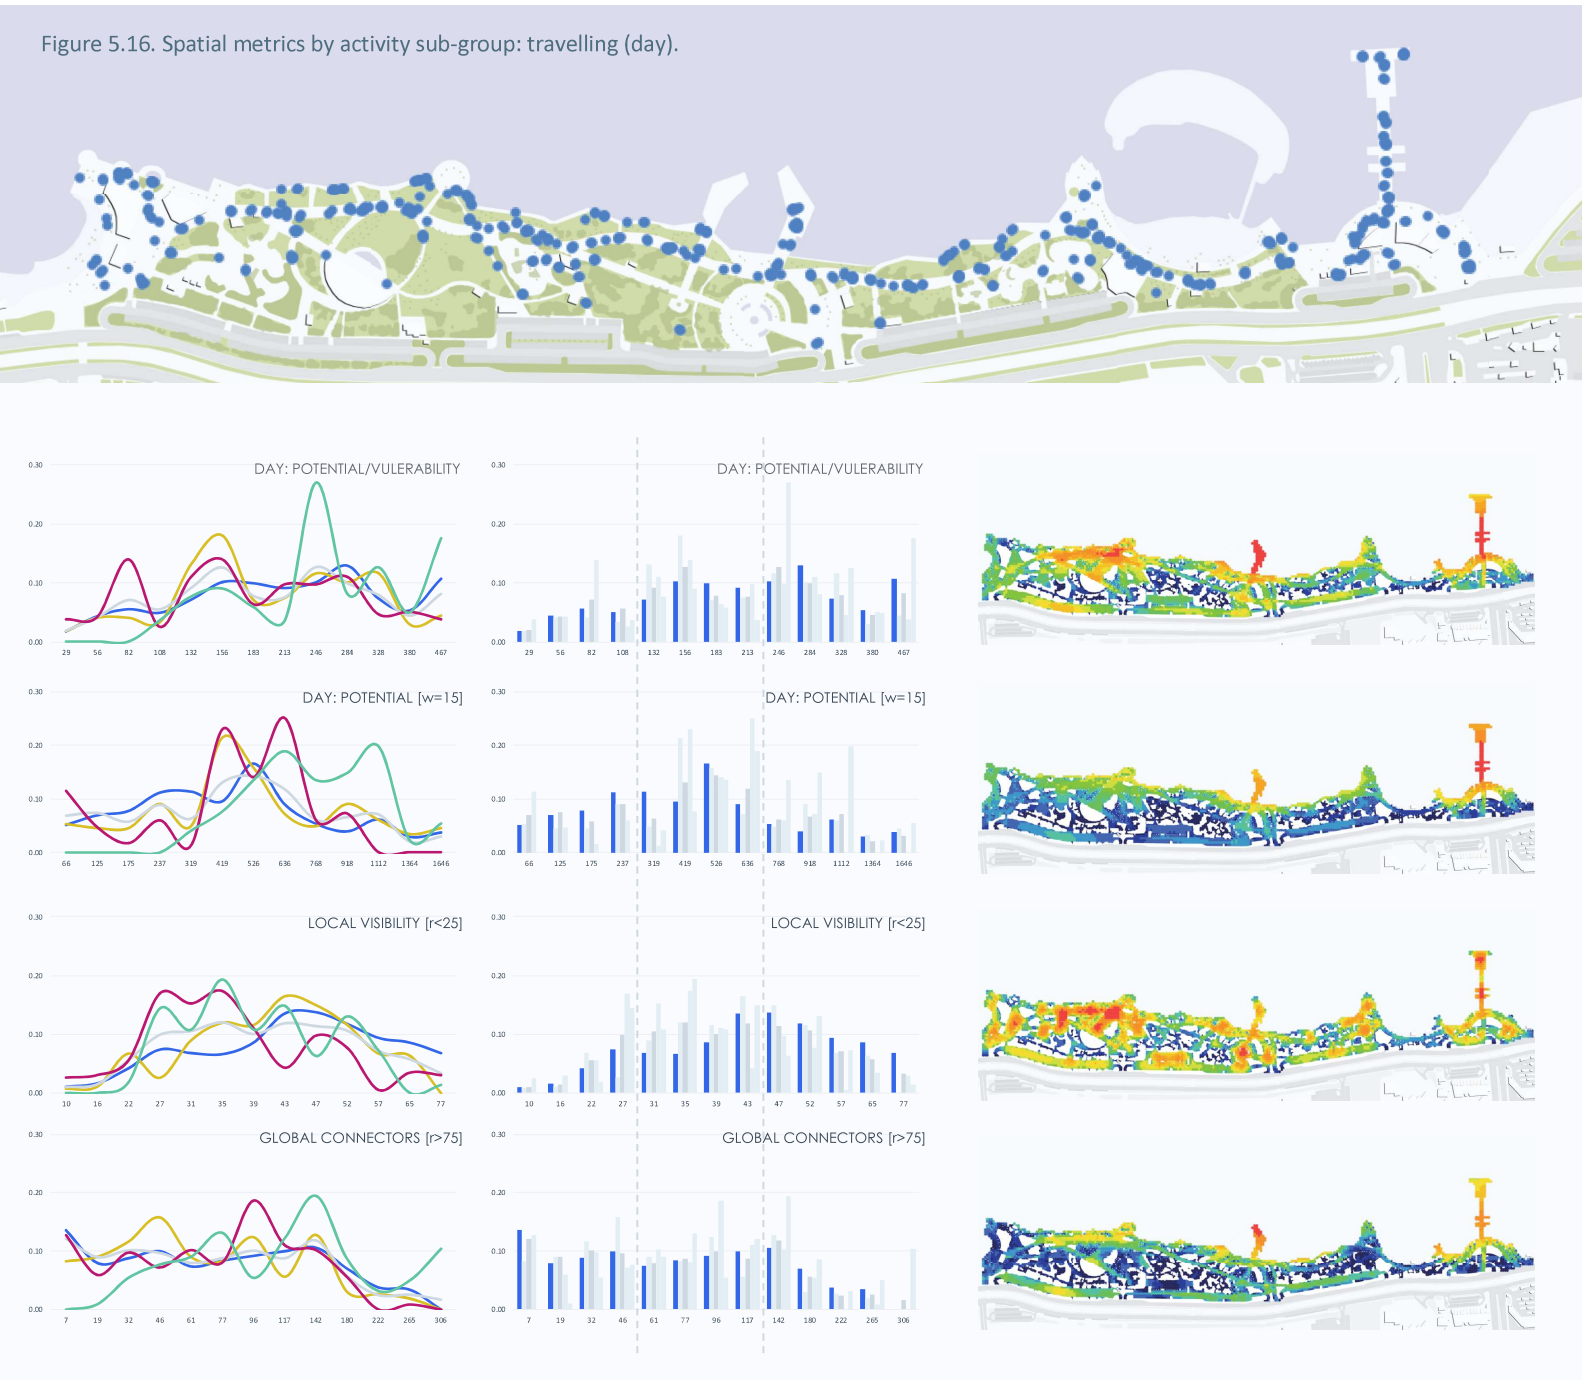 Figure 5.16. Spatial metrics by activity sub-group: travelling (day).
DAY: POTENTIAL/VULERABILITY
0.30
0.20
0.10
0.00
29 56 82 108 132 156 183 213 246 284 328 380 467
DAY: POTENTIAL/VULERABILITY
0.30
0.20
0.10
0.00
29 56 82 108 132 156 183 213 246 284 328 380 467
DAY: POTENTIAL [w=15]
0.30
0.20
0.10
0.00
66 125 175 237 319 419 526 636 768 918 1112 1364 1646
DAY: POTENTIAL [w=15]
0.30
0.20
0.10
0.00
66 125 175 237 319 419 526 636 768 918 1112 1364 1646
LOCAL VISIBILITY [r<25]
0.30
0.20
0.10
0.00
10 16 22 27 31 35 39 43 47 52 57 65 77
LOCAL VISIBILITY [r<25]
0.30
0.20
0.10
0.00
10 16 22 27 31 35 39 43 47 52 57 65 77
GLOBAL CONNECTORS [r>75]
0.30
0.20
0.10
0.00
7 19 32 46 61 77 96 117 142 180 222 265 306
GLOBAL CONNECTORS [r>75]
0.30
0.20
0.10
0.00
7 19 32 46 61 77 96 117 142 180 222 265 306